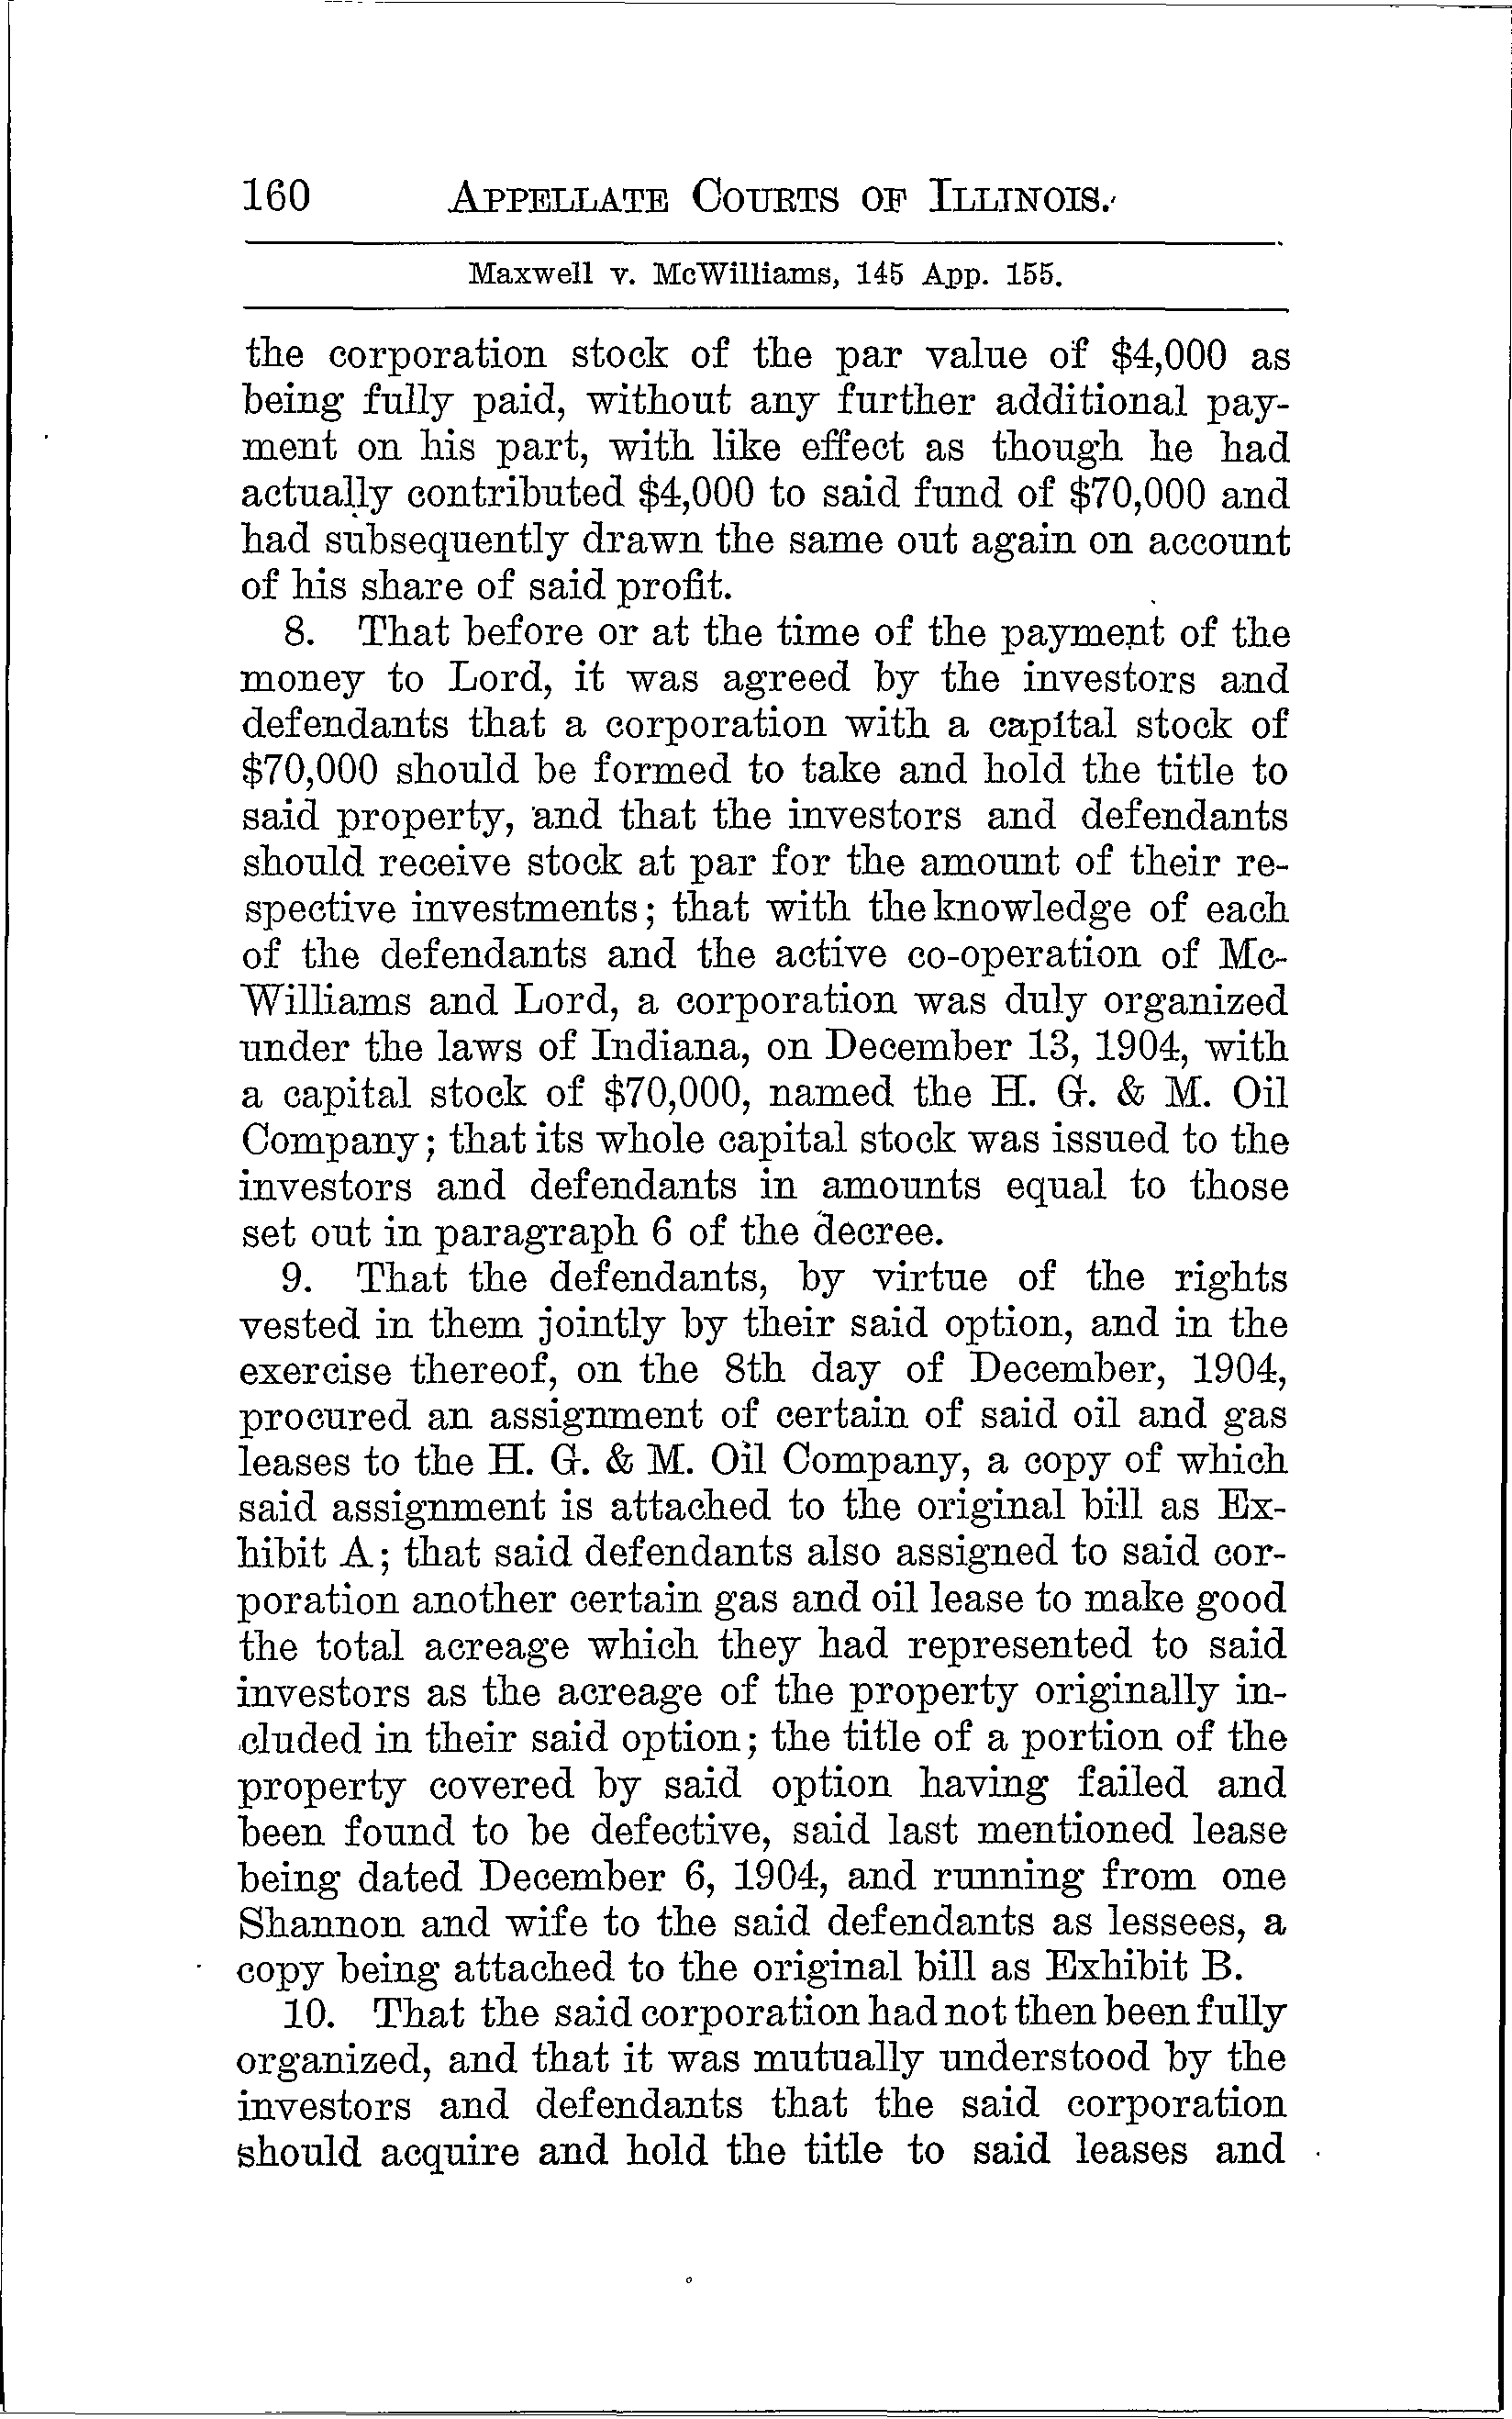 160 APPELLATE COURTS OF ILLINOIS.
Maxwell v. McWilliams, 145 App. 155.
the corporation stock of the par value of $4,000 as
being fully paid, without any further additional pay-
ment on his part, with like effect as though he had
actually contributed $4,000 to said fund of $70,000 and
had subsequently drawn the same out again on account
of his share of said profit.
8. That before or at the time of the payment of the
money to Lord, it was agreed by the investors and
defendants that a corporation with a capital stock of
$70,000 should be formed to take and hold the title to
said property, and that the investors and defendants
should receive stock at par for the amount of their re-
spective investments; that with the knowledge of each
of the defendants and the active co-operation of Mc-
Williams and Lord, a corporation was duly organized
under the laws of Indiana, on December 13, 1904, with
a capital stock of $70,000, named the H. G. & M. Oil
Company; that its whole capital stock was issued to the
investors and defendants in amounts equal to those
set out in paragraph 6 of the decree.
9. That the defendants, by virtue of the rights
vested in them jointly by their said option, and in the
exercise thereof, on the 8th day of December, 1904,
procured an assignment of certain of said oil and gas
leases to the H. G. & M. Oil Company, a copy of which
said assignment is attached to the original bill as Ex-
hibit A; that said defendants also assigned to said cor-
poration another certain gas and oil lease to make good
the total acreage which they had represented to said
investors as the acreage of the property originally in-
cluded in their said option; the title of a portion of the
property covered by said option having failed and
been found to be defective, said last mentioned lease
being dated December 6, 1904, and running from one
Shannon and wife to the said defendants as lessees, a
copy being attached to the original bill as Exhibit B.
10. That the said corporation had not then been fully
organized, and that it was mutually understood by the
investors and defendants that the said corporation
should acquire and hold the title to said leases and